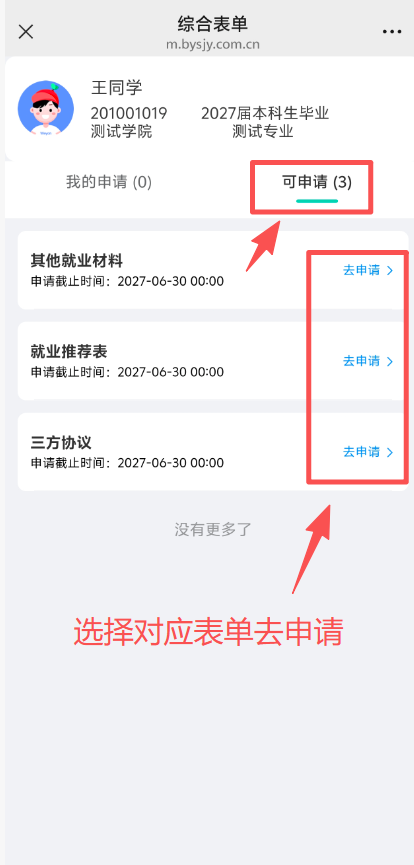 综合表单
m.bysjy.com.cn
王同学
201001019 2027届本科生毕业
测试学院 测试专业
我的申请 (0) 可申请 (3)
其他就业材料
申请截止时间：2027-06-30 00:00
去申请
就业推荐表
申请截止时间：2027-06-30 00:00
去申请
三方协议
申请截止时间：2027-06-30 00:00
去申请
没有更多了
选择对应表单去申请